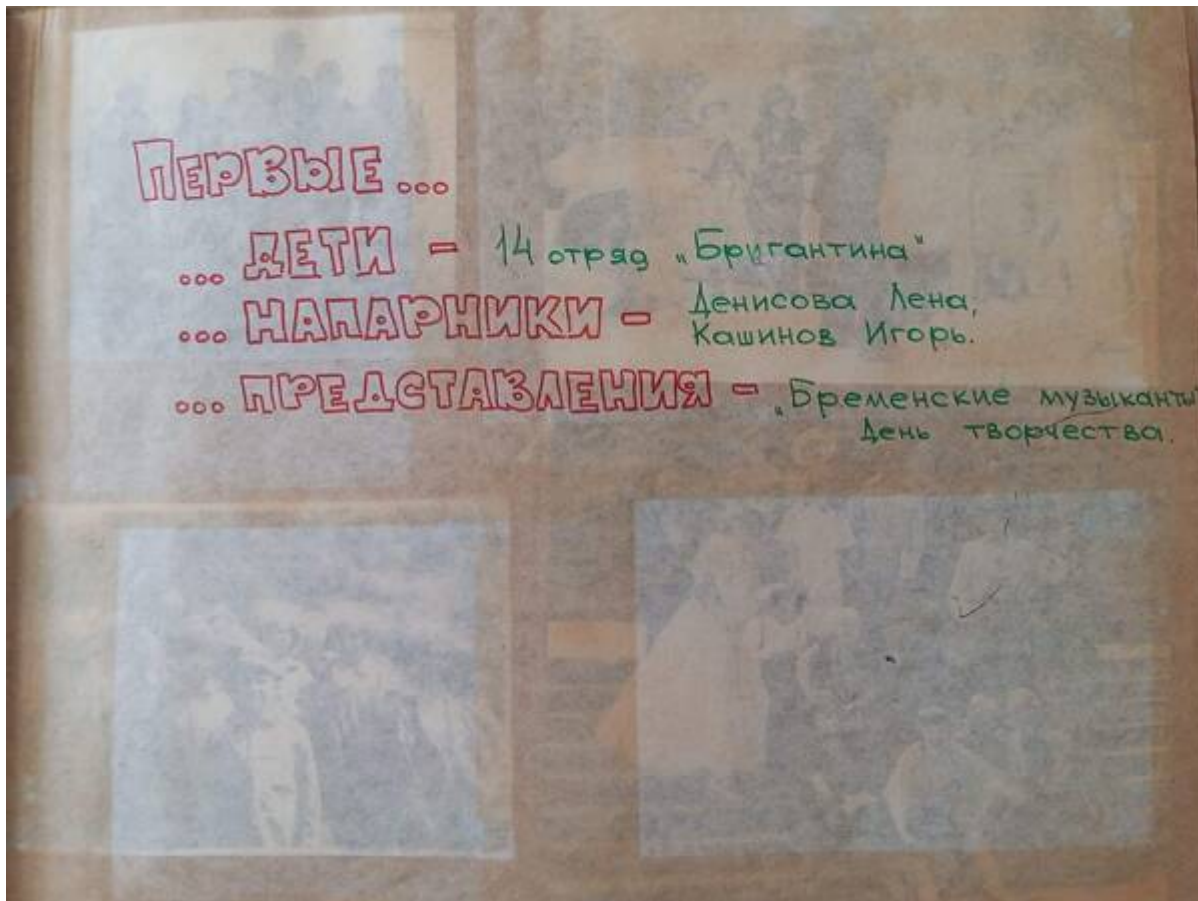 Первые...
...дети - 14 отряд „Бригантина"
...напарники - Денисова Лена,
Кашинов Игорь.
...представления - „Бременские музыканты"
День творчества.